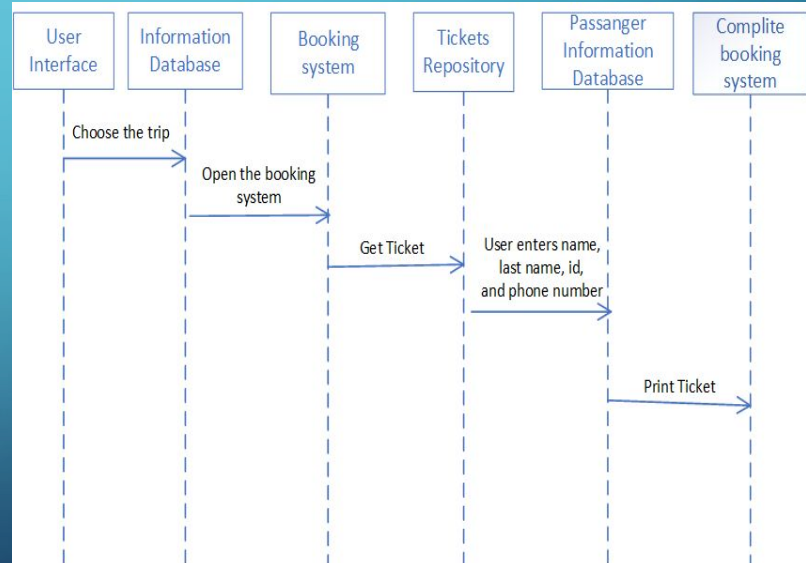 User
Interface
Information
Database
Booking
system
Tickets
Repository
Passanger
Information
Database
Complite
booking
system
Choose the trip
Open the booking
system
Get Ticket
User enters name,
last name, id,
and phone number
Print Ticket